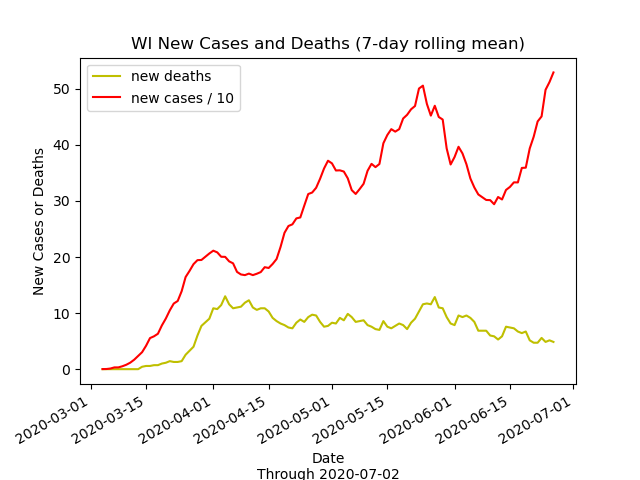 WI New Cases and Deaths (7-day rolling mean)
new deaths
new cases / 10
New Cases or Deaths
50
40
30
20
10
0
2020-03-01
2020-03-15
2020-04-01
2020-04-15
2020-05-01
2020-05-15
2020-06-01
2020-06-15
2020-07-01
Date
Through 2020-07-02